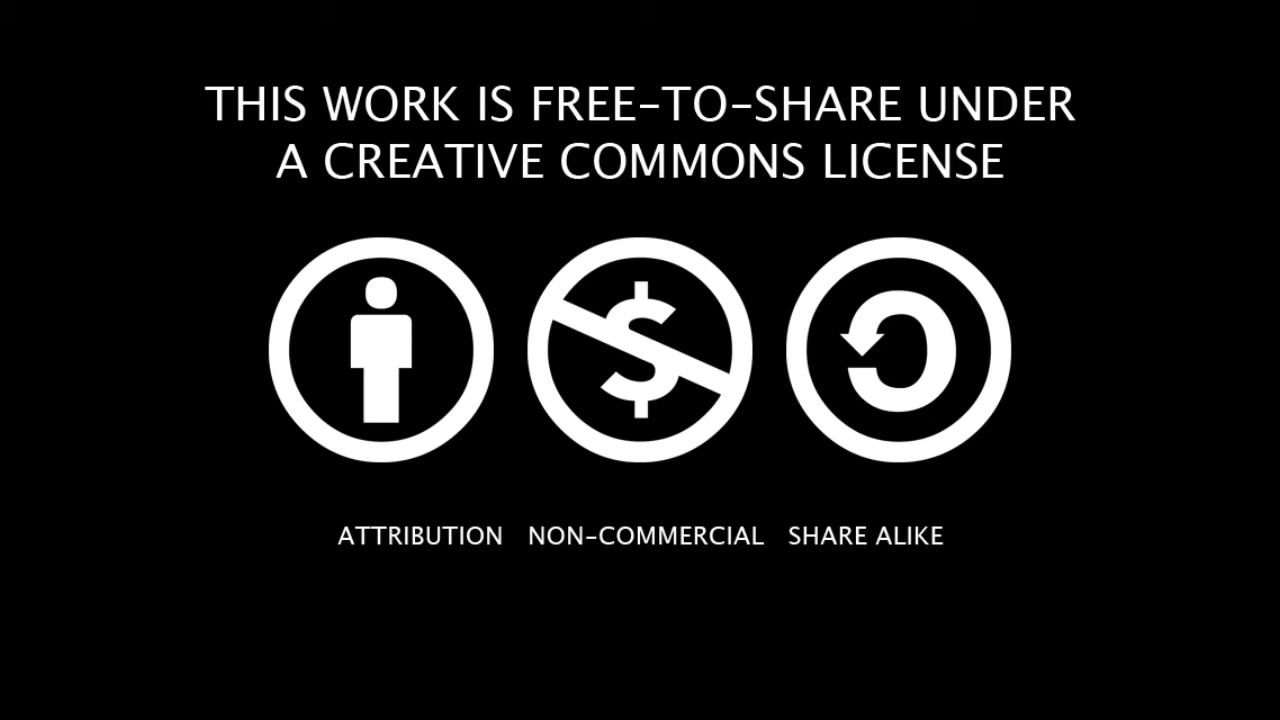 THIS WORK IS FREE-TO-SHARE UNDER
A CREATIVE COMMONS LICENSE
ATTRIBUTION NON-COMMERCIAL SHARE ALIKE